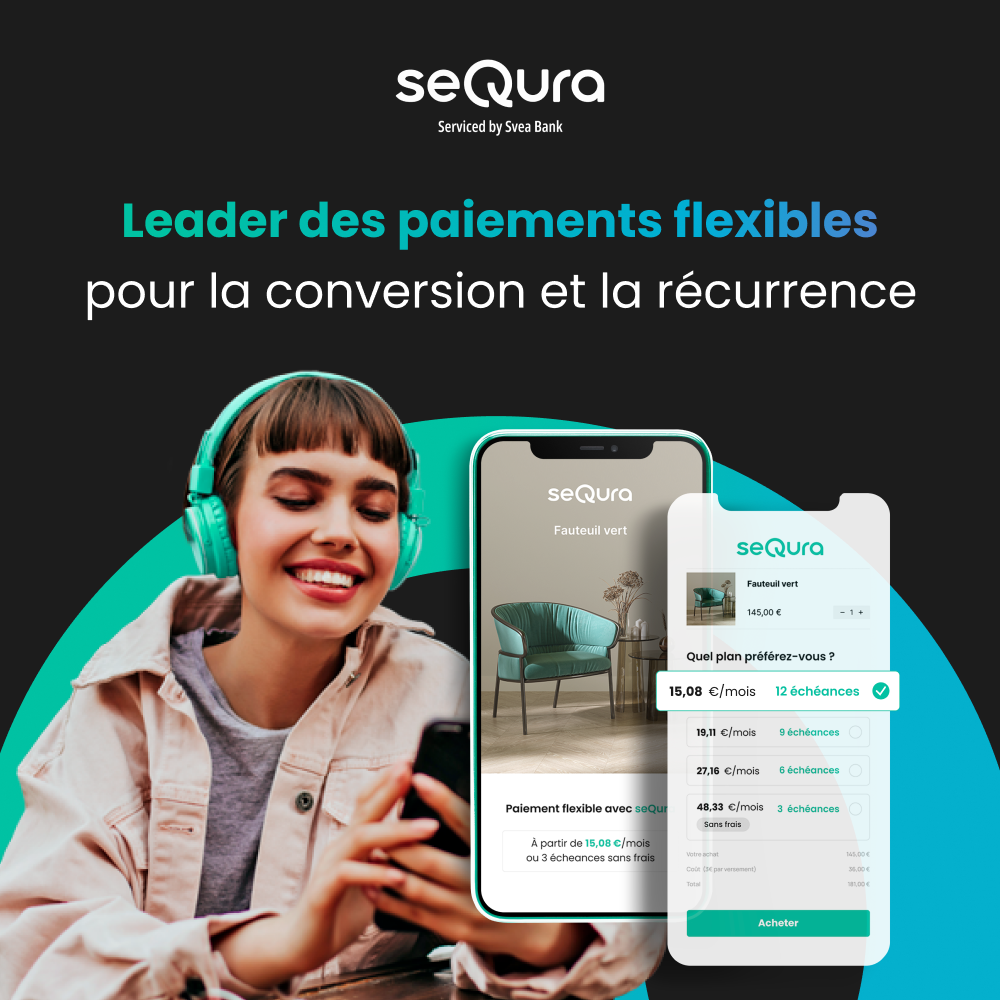 seQura
Serviced by Svea Bank
Leader des paiements flexibles
pour la conversion et la récurrence
seQura
Fauteuil vert
Paiement flexible avec seQur
À partir de 15,08 €/mois
ou 3 écheances sans frais
seQura
Fauteuil vert
145,00 € − 1 +
Quel plan préférez-vous ?
15,08 €/mois 12 échéances
19,11 €/mois 9 échéances
27,16 €/mois 6 échéances
48,33 €/mois 3 échéances
Sans frais
Votre achat 145,00 €
Coût (3€ par versement) 36,00 €
Total 181,00 €
Acheter